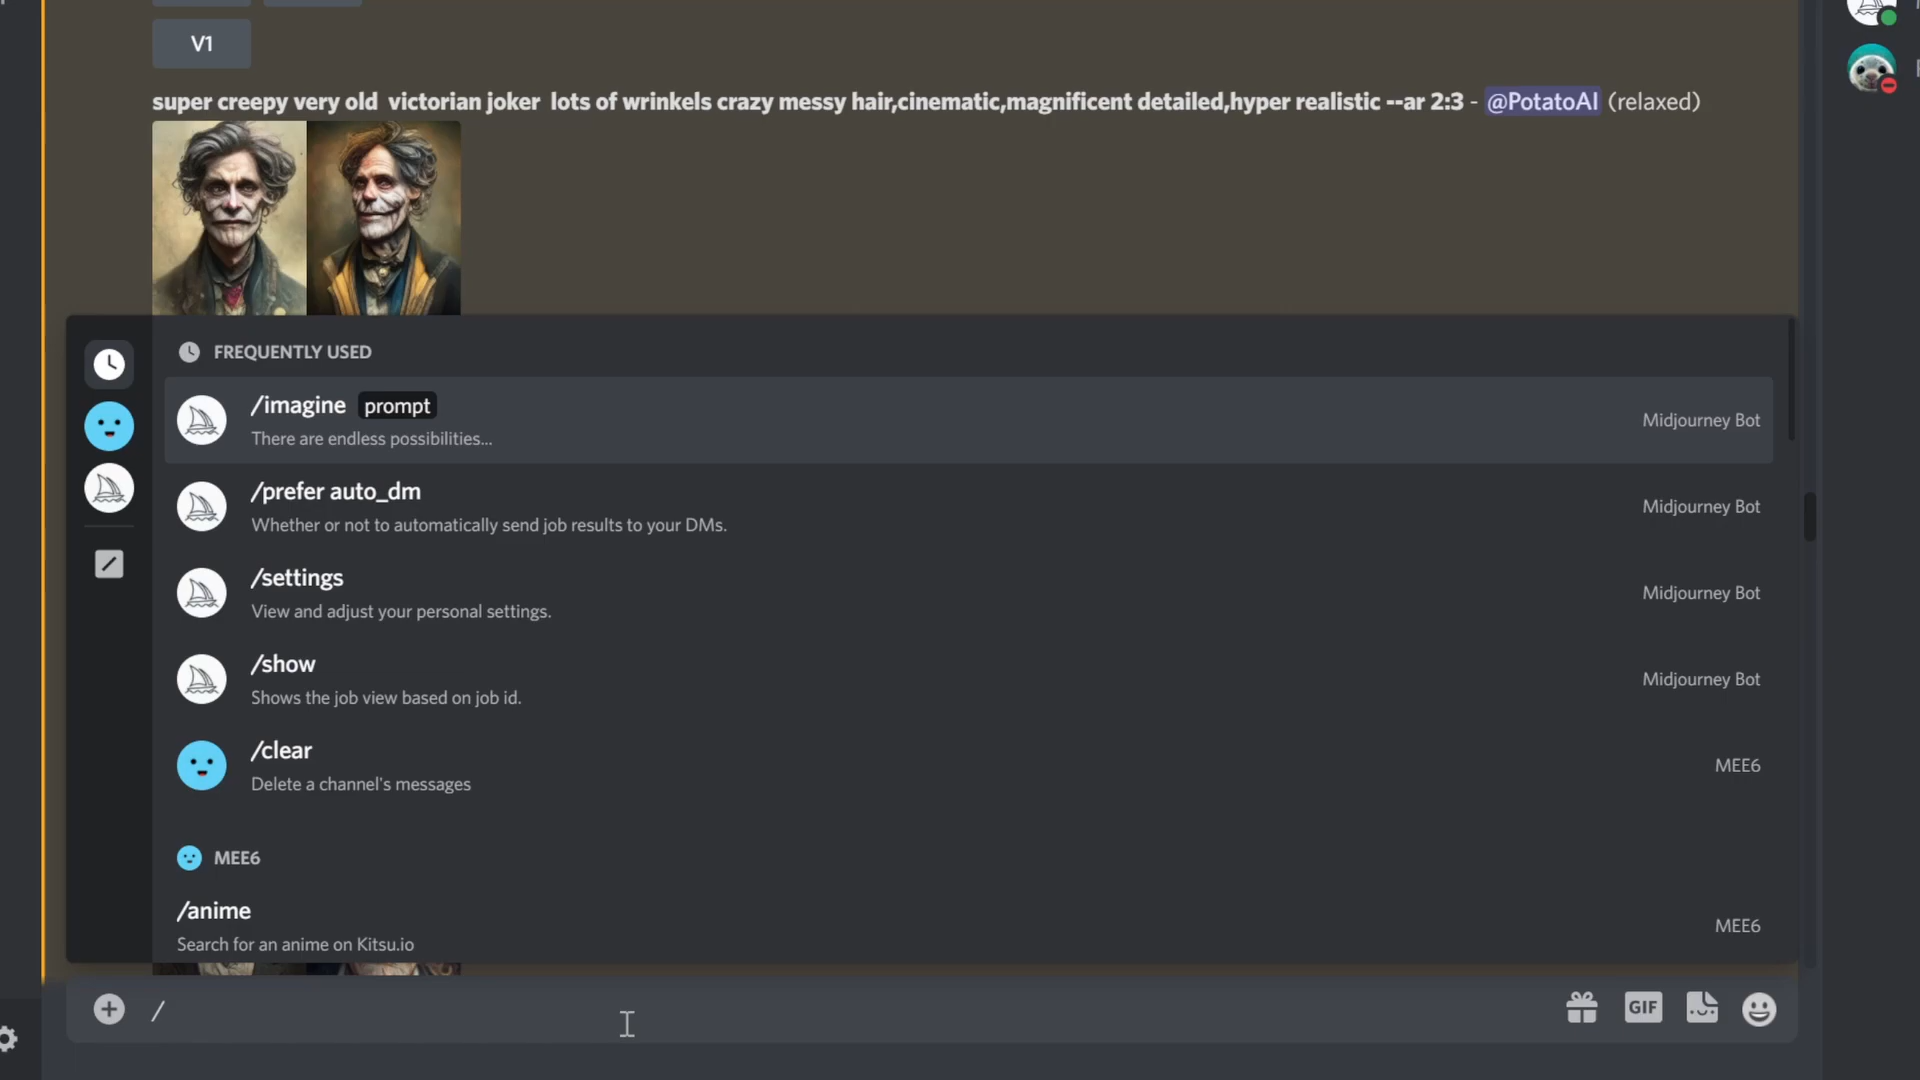 V1
super creepy very old victorian joker lots of wrinkels crazy messy hair,cinematic,magnificent detailed,hyper realistic --ar 2:3 - @PotatoAI (relaxed)
FREQUENTLY USED
/imagine prompt
There are endless possibilities...
Midjourney Bot
/prefer auto_dm
Whether or not to automatically send job results to your DMs.
Midjourney Bot
/settings
View and adjust your personal settings.
Midjourney Bot
/show
Shows the job view based on job id.
Midjourney Bot
/clear
Delete a channel's messages
MEE6
MEE6
/anime
Search for an anime on Kitsu.io
MEE6
/
GIF